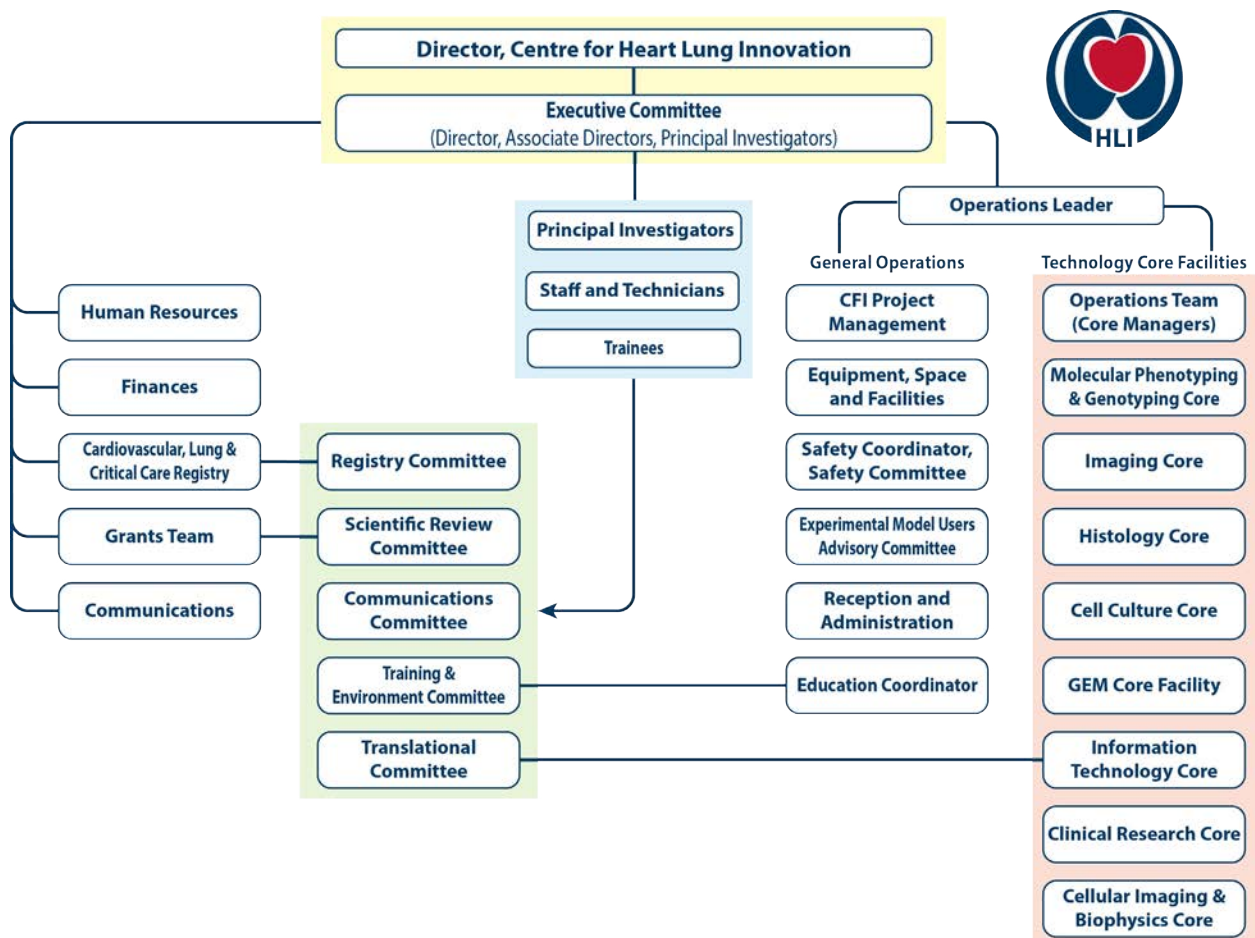 Director, Centre for Heart Lung Innovation
Executive Committee
(Director, Associate Directors, Principal Investigators)
HLI
Operations Leader
Principal Investigators
Staff and Technicians
Trainees
General Operations
Technology Core Facilities
Human Resources
Finances
Cardiovascular, Lung &
Critical Care Registry
Grants Team
Communications
Registry Committee
Scientific Review
Committee
Communications
Committee
Training &
Environment Committee
Translational
Committee
CFI Project
Management
Equipment, Space
and Facilities
Safety Coordinator,
Safety Committee
Experimental Model Users
Advisory Committee
Reception and
Administration
Education Coordinator
Operations Team
(Core Managers)
Molecular Phenotyping
& Genotyping Core
Imaging Core
Histology Core
Cell Culture Core
GEM Core Facility
Information
Technology Core
Clinical Research Core
Cellular Imaging &
Biophysics Core